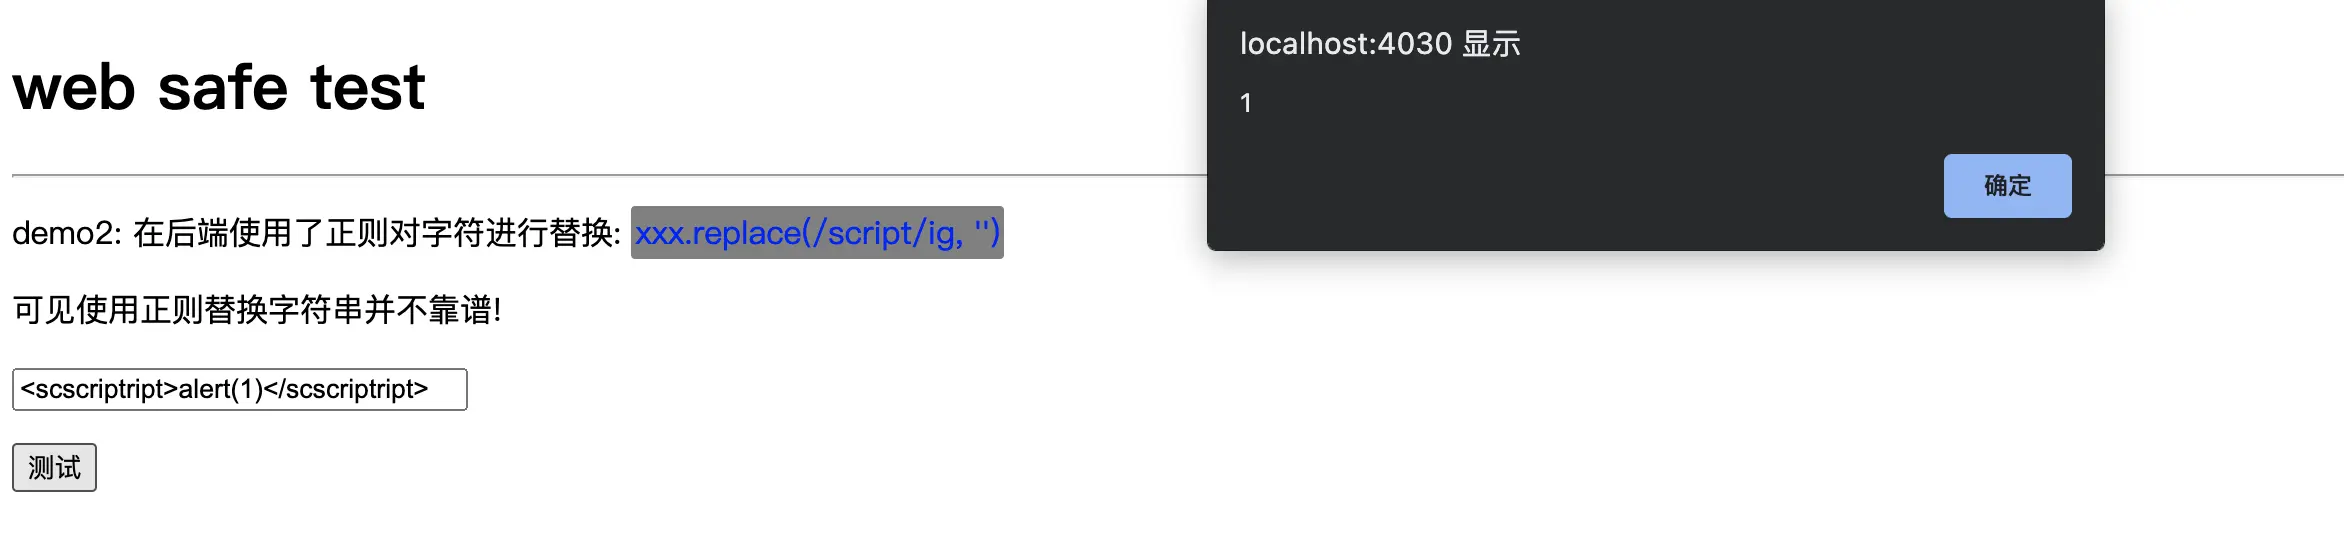 web safe test
localhost:4030 显示
1
确定
demo2: 在后端使用了正则对字符进行替换: xxx.replace(/script/ig, '')
可见使用正则替换字符串并不靠谱!
<scscriptript>alert(1)</scscriptript>
测试